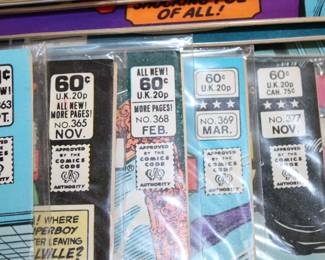 OF ALL!
¢
365
PT.
60¢
U.K. 20p
ALL NEW!
MORE PAGES!
NO. 365
NOV.
APPROVED
BY THE
COMICS
CODE
AUTHORITY
ALL NEW!
60¢
U.K. 20p
MORE PAGES!
NO. 368
FEB.
APPROVED
BY THE
COMICS
CODE
AUTHORITY
60¢
U.K. 20p
NO. 369
MAR.
APPROVED
BY THE
COMICS
CODE
AUTHORITY
60¢
U.K. 20p
CAN. 75¢
NO. 377
NOV.
APPROVED
BY THE
COMICS
CODE
AUTHORITY
! WHERE
PERBOY
TER LEAVING
LLVILLE?